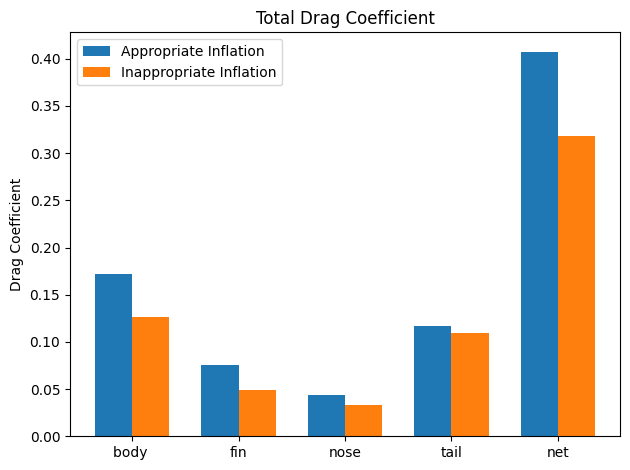 Total Drag Coefficient
Appropriate Inflation
Inappropriate Inflation
Drag Coefficient
0.40
0.35
0.30
0.25
0.20
0.15
0.10
0.05
0.00
body fin nose tail net